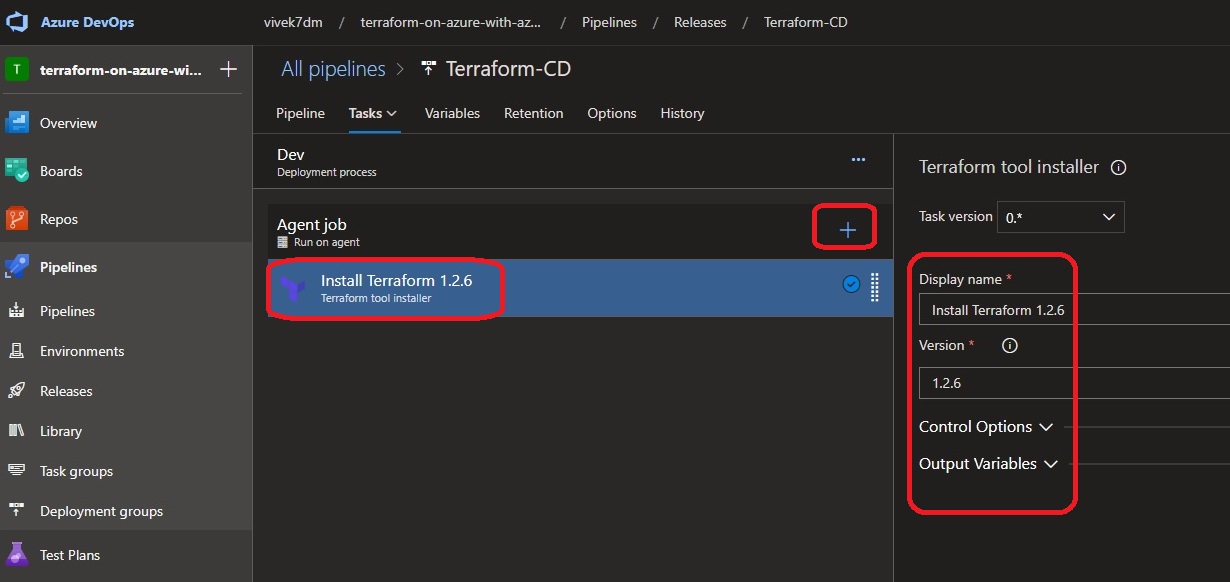 Azure DevOps
vivek7dm / terraform-on-azure-with-az... / Pipelines / Releases / Terraform-CD
T terraform-on-azure-wi... +
Overview
Boards
Repos
Pipelines
Pipelines
Environments
Releases
Library
Task groups
Deployment groups
Test Plans
All pipelines > Terraform-CD
Pipeline Tasks Variables Retention Options History
Dev
Deployment process
...
Agent job
Run on agent
+
Install Terraform 1.2.6
Terraform tool installer
Terraform tool installer
Task version 0.*
Display name *
Install Terraform 1.2.6
Version *
1.2.6
Control Options
Output Variables